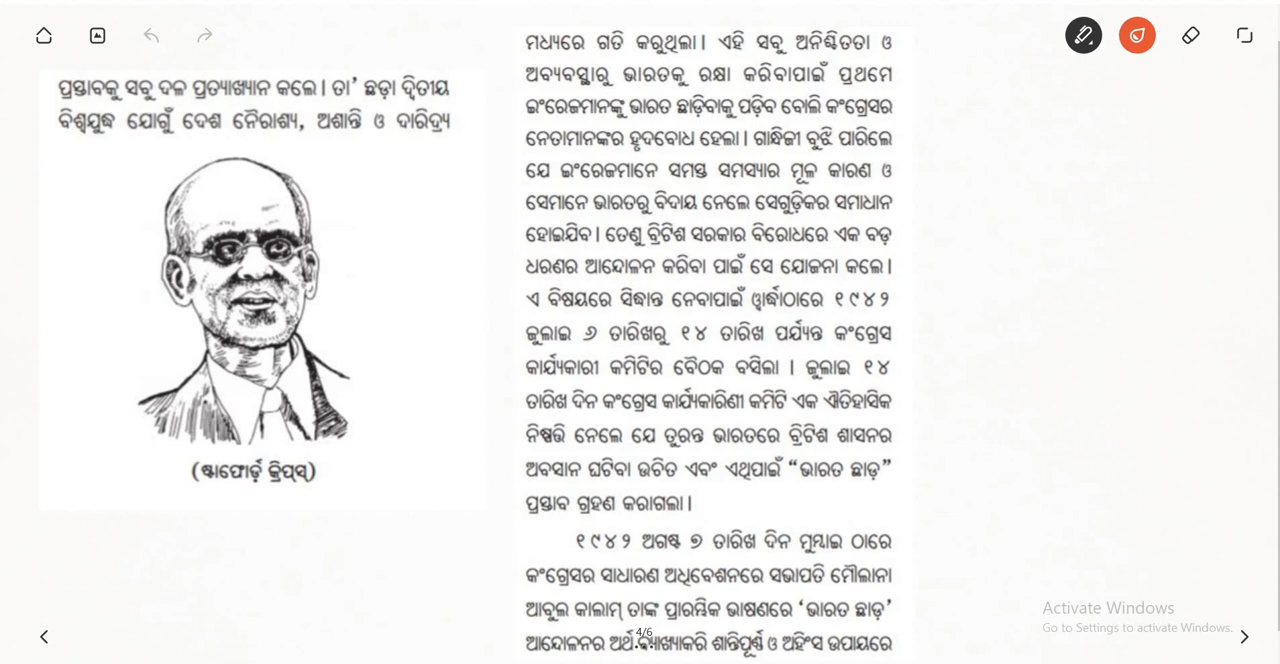 ପ୍ରସ୍ତାବକୁ ସବୁ ଦଳ ପ୍ରତ୍ୟାଖ୍ୟାନ କଲେ। ତା’ ଛଡ଼ା ଦ୍ୱିତୀୟ
ବିଶ୍ୱଯୁଦ୍ଧ ଯୋଗୁଁ ଦେଶ ନୈରାଶ୍ୟ, ଅଶାନ୍ତି ଓ ଦାରିଦ୍ର୍ୟ
(ଷ୍ଟାଫୋର୍ଡ଼ କ୍ରିପ୍ସ୍)
ମଧ୍ୟରେ ଗତି କରୁଥିଲା। ଏହି ସବୁ ଅନିଶ୍ଚିତତା ଓ
ଅବ୍ୟବସ୍ଥାରୁ ଭାରତକୁ ରକ୍ଷା କରିବାପାଇଁ ପ୍ରଥମେ
ଇଂରେଜମାନଙ୍କୁ ଭାରତ ଛାଡ଼ିବାକୁ ପଡ଼ିବ ବୋଲି କଂଗ୍ରେସର
ନେତାମାନଙ୍କର ହୃଦବୋଧ ହେଲା। ଗାନ୍ଧିଜୀ ବୁଝି ପାରିଲେ
ଯେ ଇଂରେଜମାନେ ସମସ୍ତ ସମସ୍ୟାର ମୂଳ କାରଣ ଓ
ସେମାନେ ଭାରତରୁ ବିଦାୟ ନେଲେ ସେଗୁଡ଼ିକର ସମାଧାନ
ହୋଇଯିବ। ତେଣୁ ବ୍ରିଟିଶ ସରକାର ବିରୋଧରେ ଏକ ବଡ଼
ଧରଣର ଆନ୍ଦୋଳନ କରିବା ପାଇଁ ସେ ଯୋଜନା କଲେ।
ଏ ବିଷୟରେ ସିଦ୍ଧାନ୍ତ ନେବାପାଇଁ ୱାର୍ଦ୍ଧାଠାରେ ୧୯୪୨
ଜୁଲାଇ ୬ ତାରିଖରୁ ୧୪ ତାରିଖ ପର୍ଯ୍ୟନ୍ତ କଂଗ୍ରେସ
କାର୍ଯ୍ୟକାରୀ କମିଟିର ବୈଠକ ବସିଲା । ଜୁଲାଇ ୧୪
ତାରିଖ ଦିନ କଂଗ୍ରେସ କାର୍ଯ୍ୟକାରିଣୀ କମିଟି ଏକ ଐତିହାସିକ
ନିଷ୍ପତ୍ତି ନେଲେ ଯେ ତୁରନ୍ତ ଭାରତରେ ବ୍ରିଟିଶ ଶାସନର
ଅବସାନ ଘଟିବା ଉଚିତ ଏବଂ ଏଥିପାଇଁ “ଭାରତ ଛାଡ଼”
ପ୍ରସ୍ତାବ ଗ୍ରହଣ କରାଗଲା।
୧୯୪୨ ଅଗଷ୍ଟ ୭ ତାରିଖ ଦିନ ମୁମ୍ବାଇ ଠାରେ
କଂଗ୍ରେସର ସାଧାରଣ ଅଧିବେଶନରେ ସଭାପତି ମୌଲାନା
ଆବୁଲ କାଲାମ୍ ତାଙ୍କ ପ୍ରାରମ୍ଭିକ ଭାଷଣରେ ‘ଭାରତ ଛାଡ଼’
ଆନ୍ଦୋଳନର ଅର୍ଥ ବ୍ୟାଖ୍ୟାକରି ଶାନ୍ତିପୂର୍ଣ୍ଣ ଓ ଅହିଂସ ଉପାୟରେ
4/6
Activate Windows
Go to Settings to activate Windows.